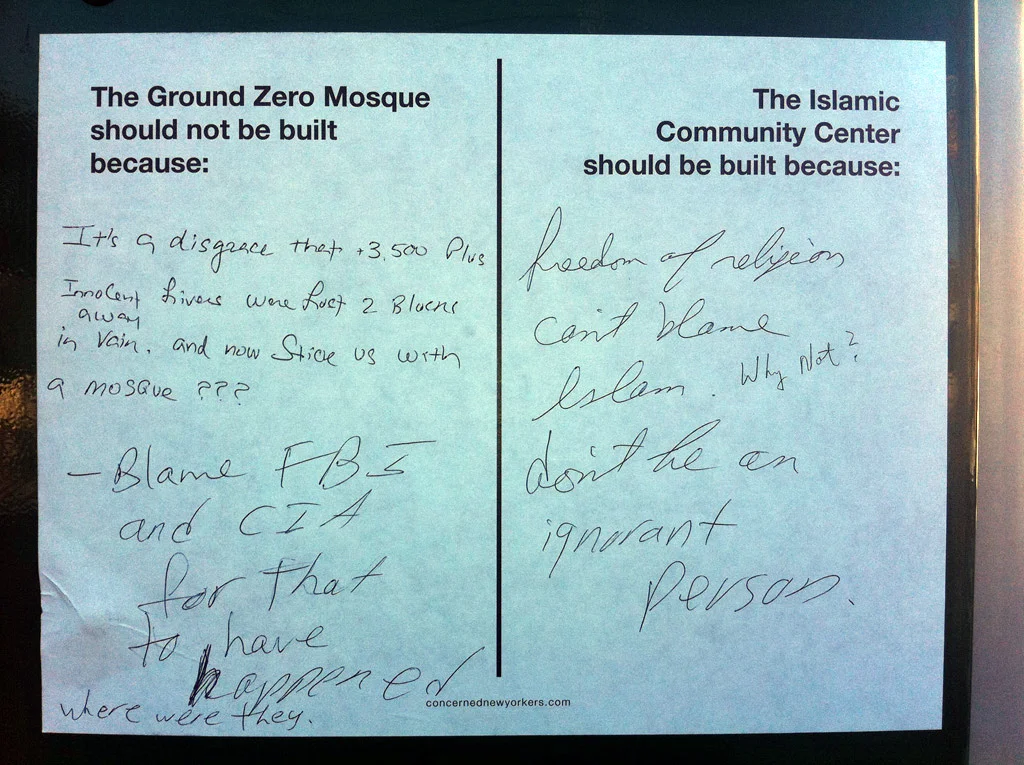 The Ground Zero Mosque
should not be built
because:
It's a disgrace that +3,500 Plus
Innocent Lives were Lost 2 Blocks
away
in Vain. and now Stick us with
a mosque ???
- Blame FBI
and CIA
for that
to have
happened
where were they.
The Islamic
Community Center
should be built because:
freedom of religion
can't blame
Islam. Why Not?
don't be an
ignorant
person.
concernednewyorkers.com